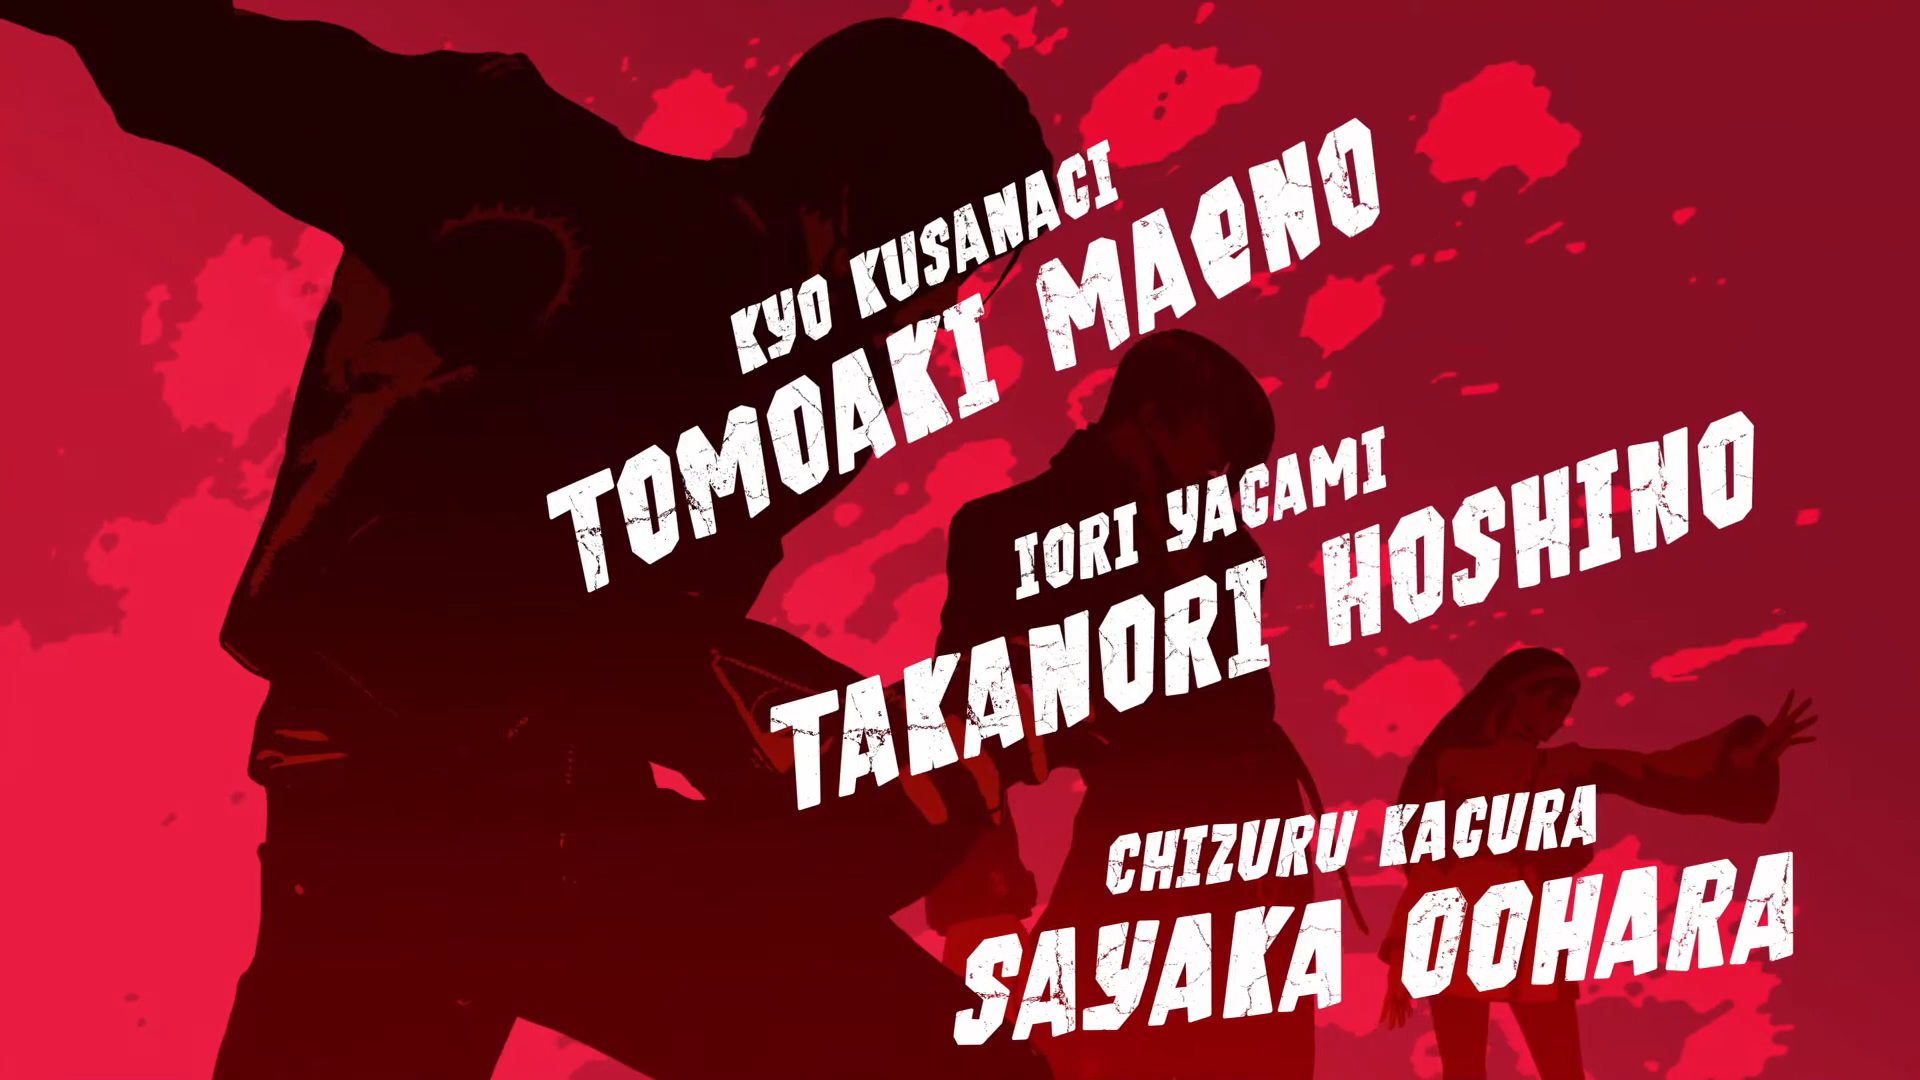 KYO KUSANAGI
TOMOAKI MAENO
IORI YAGAMI
TAKANORI HOSHINO
CHIZURU KAGURA
SAYAKA OOHARA